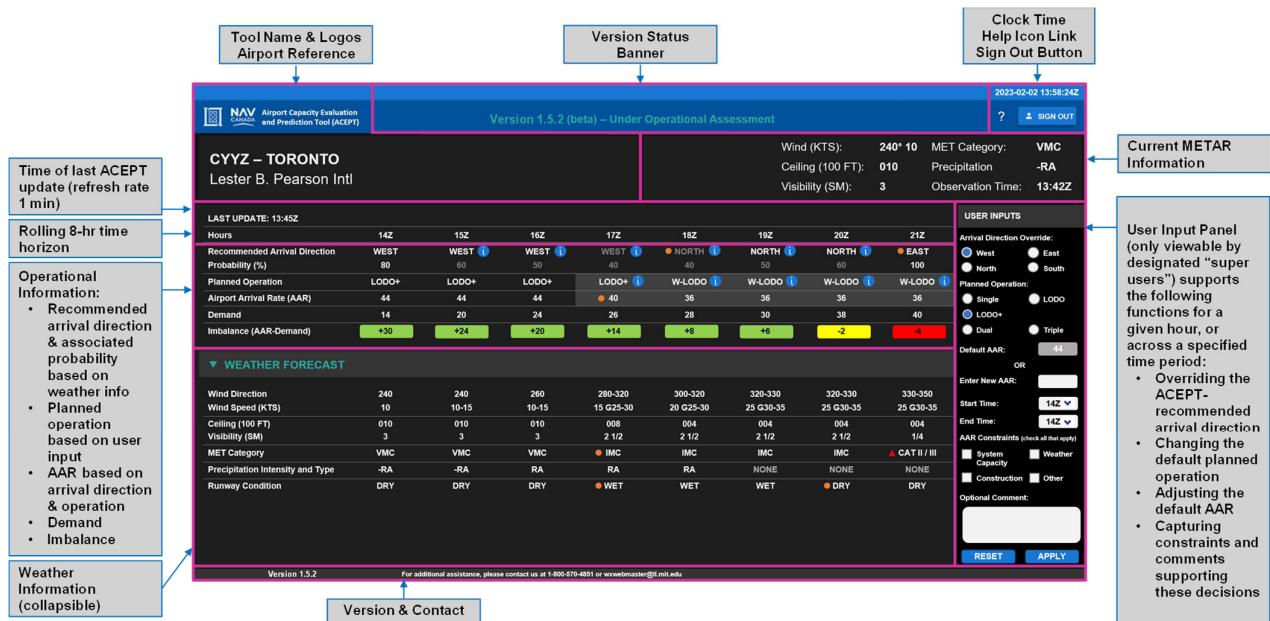 Tool Name & Logos
Airport Reference
Version Status
Banner
Clock Time
Help Icon Link
Sign Out Button
2023-02-02 13:58:24Z
NAV
CANADA
Airport Capacity Evaluation
and Prediction Tool (ACEPT)
Version 1.5.2 (beta) – Under Operational Assessment
? SIGN OUT
CYYZ – TORONTO
Lester B. Pearson Intl
Wind (KTS): 240° 10 MET Category: VMC
Ceiling (100 FT): 010 Precipitation -RA
Visibility (SM): 3 Observation Time: 13:42Z
Current METAR
Information
Time of last ACEPT
update (refresh rate
1 min)
Rolling 8-hr time
horizon
Operational
Information:
• Recommended
arrival direction
& associated
probability
based on
weather info
• Planned
operation
based on user
input
• AAR based on
arrival direction
& operation
• Demand
• Imbalance
Weather
Information
(collapsible)
LAST UPDATE: 13:45Z
Hours 14Z 15Z 16Z 17Z 18Z 19Z 20Z 21Z
Recommended Arrival Direction WEST WEST i WEST i WEST i NORTH i NORTH i NORTH i EAST
Probability (%) 80 60 50 40 40 50 60 100
Planned Operation LODO+ LODO+ LODO+ LODO+ i W-LODO i W-LODO i W-LODO i W-LODO i
Airport Arrival Rate (AAR) 44 44 44 40 36 36 36 36
Demand 14 20 24 26 28 30 38 40
Imbalance (AAR-Demand) +30 +24 +20 +14 +8 +6 -2 -4
WEATHER FORECAST
Wind Direction 240 240 260 280-320 300-320 320-330 320-330 330-350
Wind Speed (KTS) 10 10-15 10-15 15 G25-30 20 G25-30 25 G30-35 25 G30-35 25 G30-35
Ceiling (100 FT) 010 010 010 008 004 004 004 004
Visibility (SM) 3 3 3 2 1/2 2 1/2 2 1/2 2 1/2 1/4
MET Category VMC VMC VMC IMC IMC IMC IMC CAT II / III
Precipitation Intensity and Type -RA -RA RA RA RA NONE NONE NONE
Runway Condition DRY DRY DRY WET WET WET DRY DRY
USER INPUTS
Arrival Direction Override:
West East
North South
Planned Operation:
Single LODO
LODO+
Dual Triple
Default AAR: 44
OR
Enter New AAR:
Start Time: 14Z
End Time: 14Z
AAR Constraints (check all that apply)
System
Capacity Weather
Construction Other
Optional Comment:
RESET APPLY
User Input Panel
(only viewable by
designated “super
users”) supports
the following
functions for a
given hour, or
across a specified
time period:
• Overriding the
ACEPT-
recommended
arrival direction
• Changing the
default planned
operation
• Adjusting the
default AAR
• Capturing
constraints and
comments
supporting
these decisions
Version 1.5.2 For additional assistance, please contact us at 1-800-570-4851 or wxwebmaster@ll.mit.edu
Version & Contact